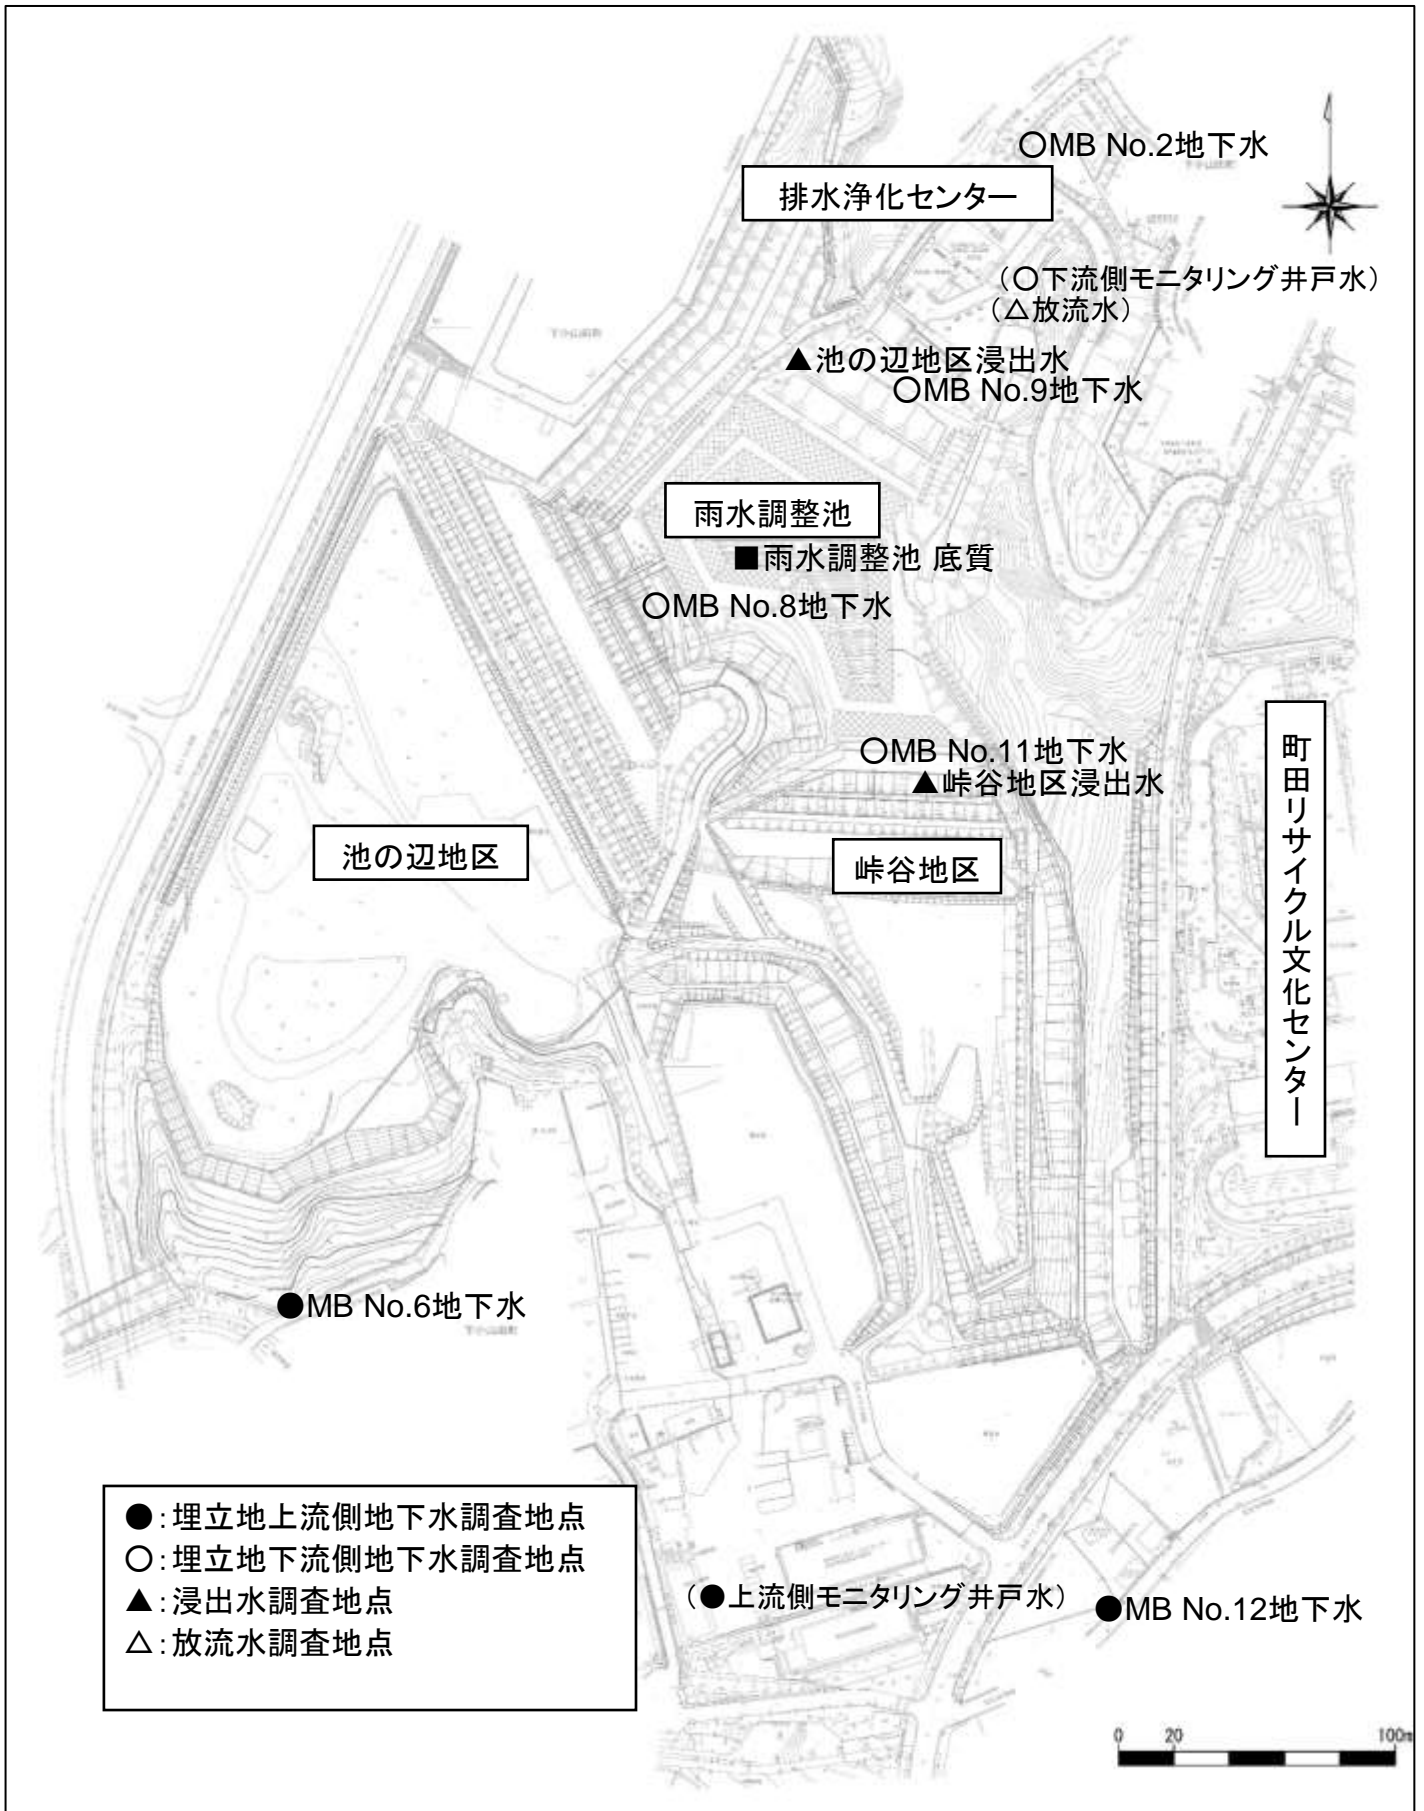 ○MB No.2地下水
排水浄化センター
（○下流側モニタリング井戸水）
（△放流水）
▲池の辺地区浸出水
○MB No.9地下水
雨水調整池
■雨水調整池 底質
○MB No.8地下水
町田リサイクル文化センター
○MB No.11地下水
▲峠谷地区浸出水
池の辺地区
峠谷地区
●MB No.6地下水
●:埋立地上流側地下水調査地点
○:埋立地下流側地下水調査地点
▲:浸出水調査地点
△:放流水調査地点
（●上流側モニタリング井戸水）
●MB No.12地下水
0 20 100m